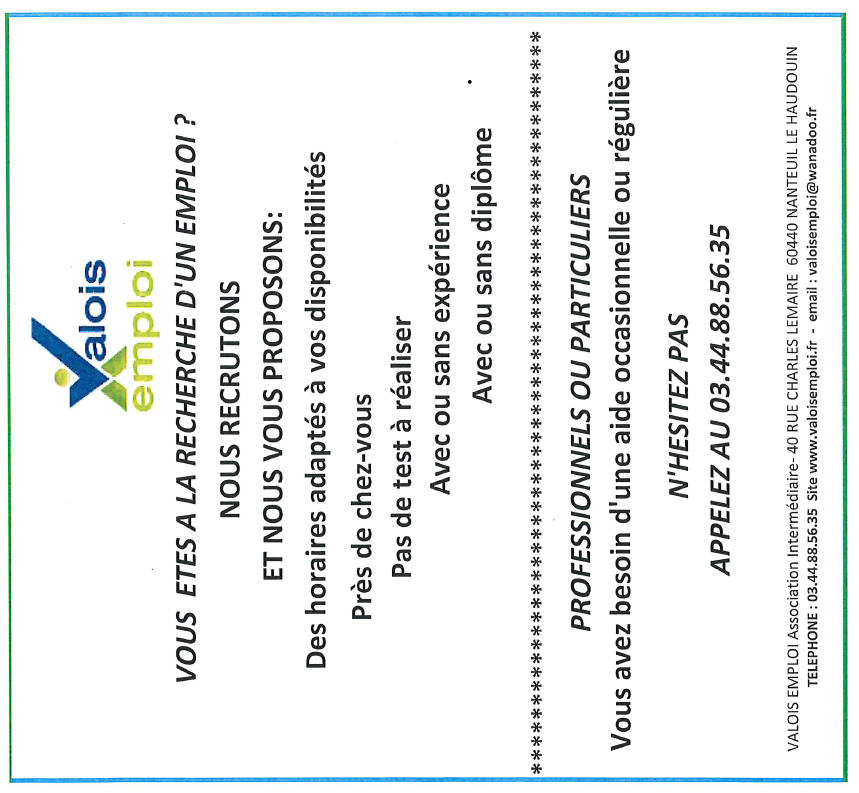 Valois
emploi
VOUS ETES A LA RECHERCHE D'UN EMPLOI ?
NOUS RECRUTONS
ET NOUS VOUS PROPOSONS:
Des horaires adaptés à vos disponibilités
Près de chez-vous
Pas de test à réaliser
Avec ou sans expérience
Avec ou sans diplôme
******************************************************
PROFESSIONNELS OU PARTICULIERS
Vous avez besoin d'une aide occasionnelle ou régulière
N'HESITEZ PAS
APPELEZ AU 03.44.88.56.35
VALOIS EMPLOI Association Intermédiaire- 40 RUE CHARLES LEMAIRE 60440 NANTEUIL LE HAUDOUIN
TELEPHONE : 03.44.88.56.35 Site www.valoisemploi.fr - email : valoisemploi@wanadoo.fr